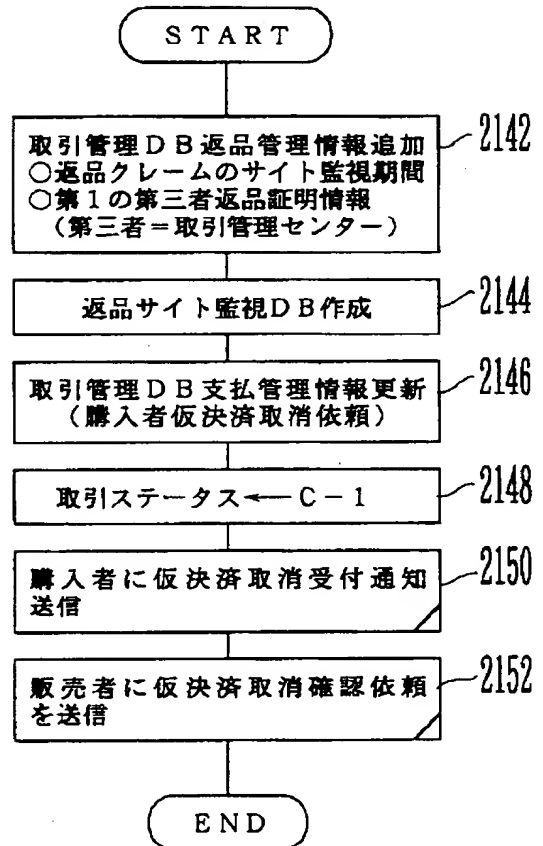 START
取引管理DB返品管理情報追加
○返品クレームのサイト監視期間
○第1の第三者返品証明情報
（第三者＝取引管理センター）
2142
返品サイト監視DB作成
2144
取引管理DB支払管理情報更新
（購入者仮決済取消依頼）
2146
取引ステータス←C－1
2148
購入者に仮決済取消受付通知
送信
2150
販売者に仮決済取消確認依頼
を送信
2152
END